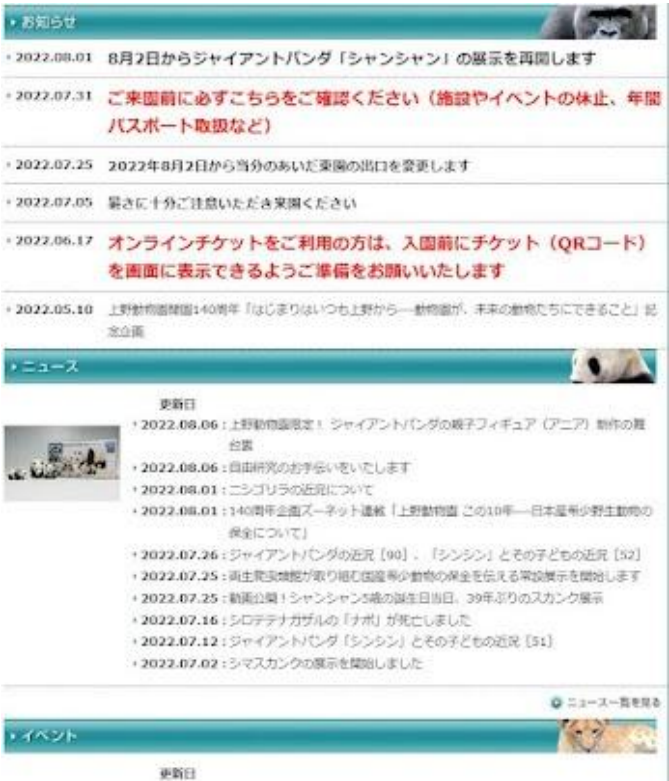 お知らせ
2022.08.01 8月2日からジャイアントパンダ「シャンシャン」の展示を再開します
2022.07.31 ご来園前に必ずこちらをご確認ください（施設やイベントの休止、年間
パスポート取扱など）
2022.07.25 2022年8月2日から当分のあいだ東園の出口を変更します
2022.07.05 暑さに十分ご注意いただき来園ください
2022.06.17 オンラインチケットをご利用の方は、入園前にチケット（QRコード）
を画面に表示できるようご準備をお願いいたします
2022.05.10 上野動物園開園140周年「はじまりはいつも上野から──動物園が、未来の動物たちにできること」記
念企画
ニュース
更新日
2022.08.06 : 上野動物園限定！ ジャイアントパンダの親子フィギュア（アニア）制作の舞
台裏
2022.08.06 : 自由研究のお手伝いをいたします
2022.08.01 : ニシゴリラの近況について
2022.08.01 : 140周年企画ズーネット連載「上野動物園 この10年──日本産希少野生動物の
保全について」
2022.07.26 : ジャイアントパンダの近況［90］、「シンシン」とその子どもの近況［52］
2022.07.25 : 両生爬虫類館が取り組む国産希少動物の保全を伝える常設展示を開始します
2022.07.25 : 動画公開！シャンシャン5歳の誕生日当日、39年ぶりのスカンク展示
2022.07.16 : シロテテナガザルの「ナポ」が死亡しました
2022.07.12 : ジャイアントパンダ「シンシン」とその子どもの近況［51］
2022.07.02 : シマスカンクの展示を開始しました
ニュース一覧を見る
イベント
更新日